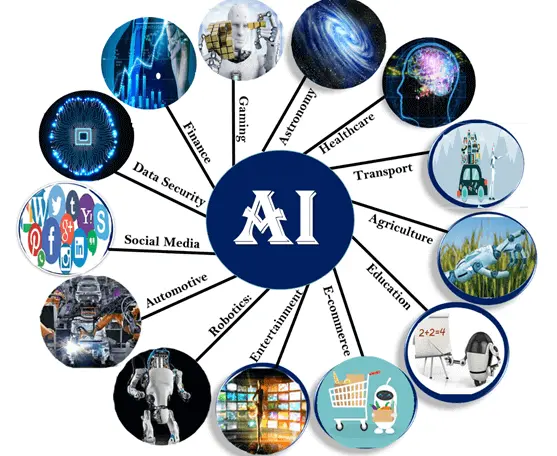 AI
Gaming
Astronomy
Healthcare
Transport
Agriculture
Education
2+2=4
E-commerce
Entertainment
Robotics:
Automotive
Social Media
Data Security
Finance